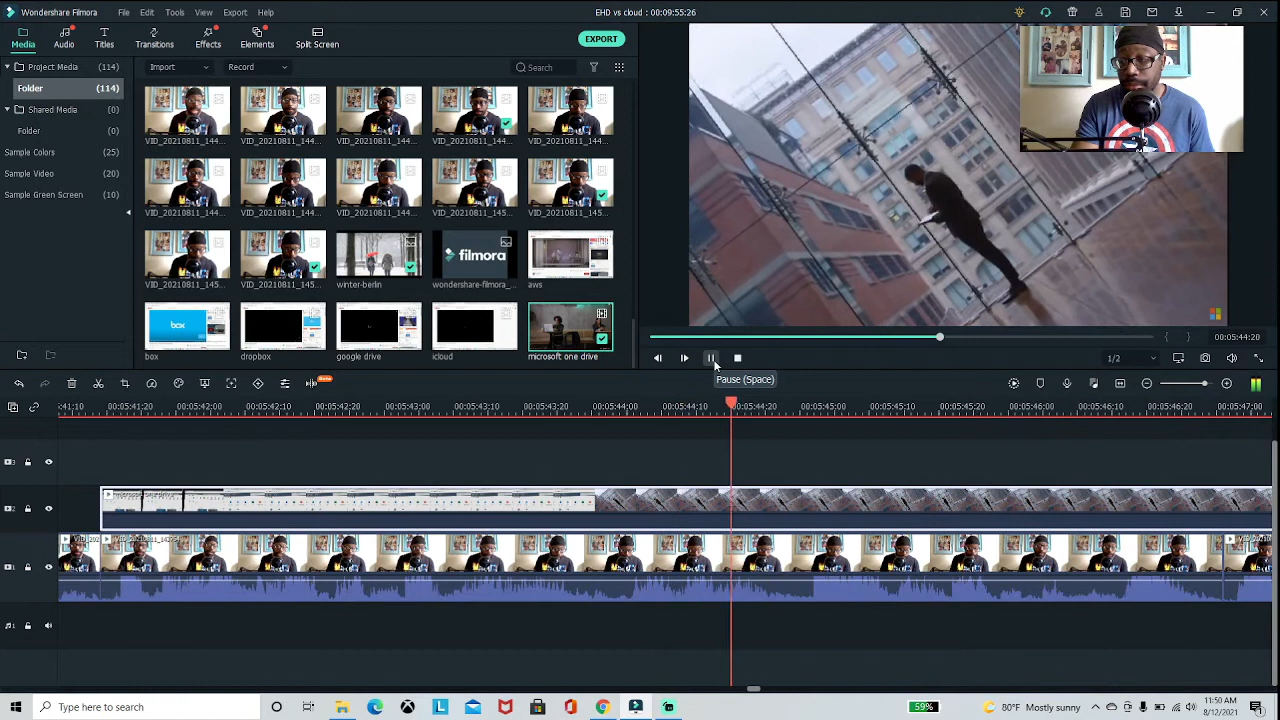 Wondershare Filmora File Edit Tools View Export Help EHD vs cloud : 00:09:55:26
Media Audio Titles Transitions Effects Elements Split Screen EXPORT
Project Media (114) Import Record Search
Folder (114)
Shared Media (0)
Folder (0)
Sample Colors (25)
Sample Video (20)
Sample Green Screen (10)
VID_20210811_144... VID_20210811_144... VID_20210811_144... VID_20210811_144... VID_20210811_144...
VID_20210811_144... VID_20210811_144... VID_20210811_144... VID_20210811_145... VID_20210811_145...
filmora
VID_20210811_145... VID_20210811_145... winter-berlin wondershare-filmora_... aws
box
box dropbox google drive icloud microsoft one drive
00:05:44:20
1/2
Pause (Space)
Beta
:41:10 00:05:41:20 00:05:42:00 00:05:42:10 00:05:42:20 00:05:43:00 00:05:43:10 00:05:43:20 00:05:44:00 00:05:44:10 00:05:44:20 00:05:45:00 00:05:45:10 00:05:45:20 00:05:46:00 00:05:46:10 00:05:46:20 00:05:47:00
Type here to search 59% 80°F Mostly sunny 11:50 AM
8/12/2021